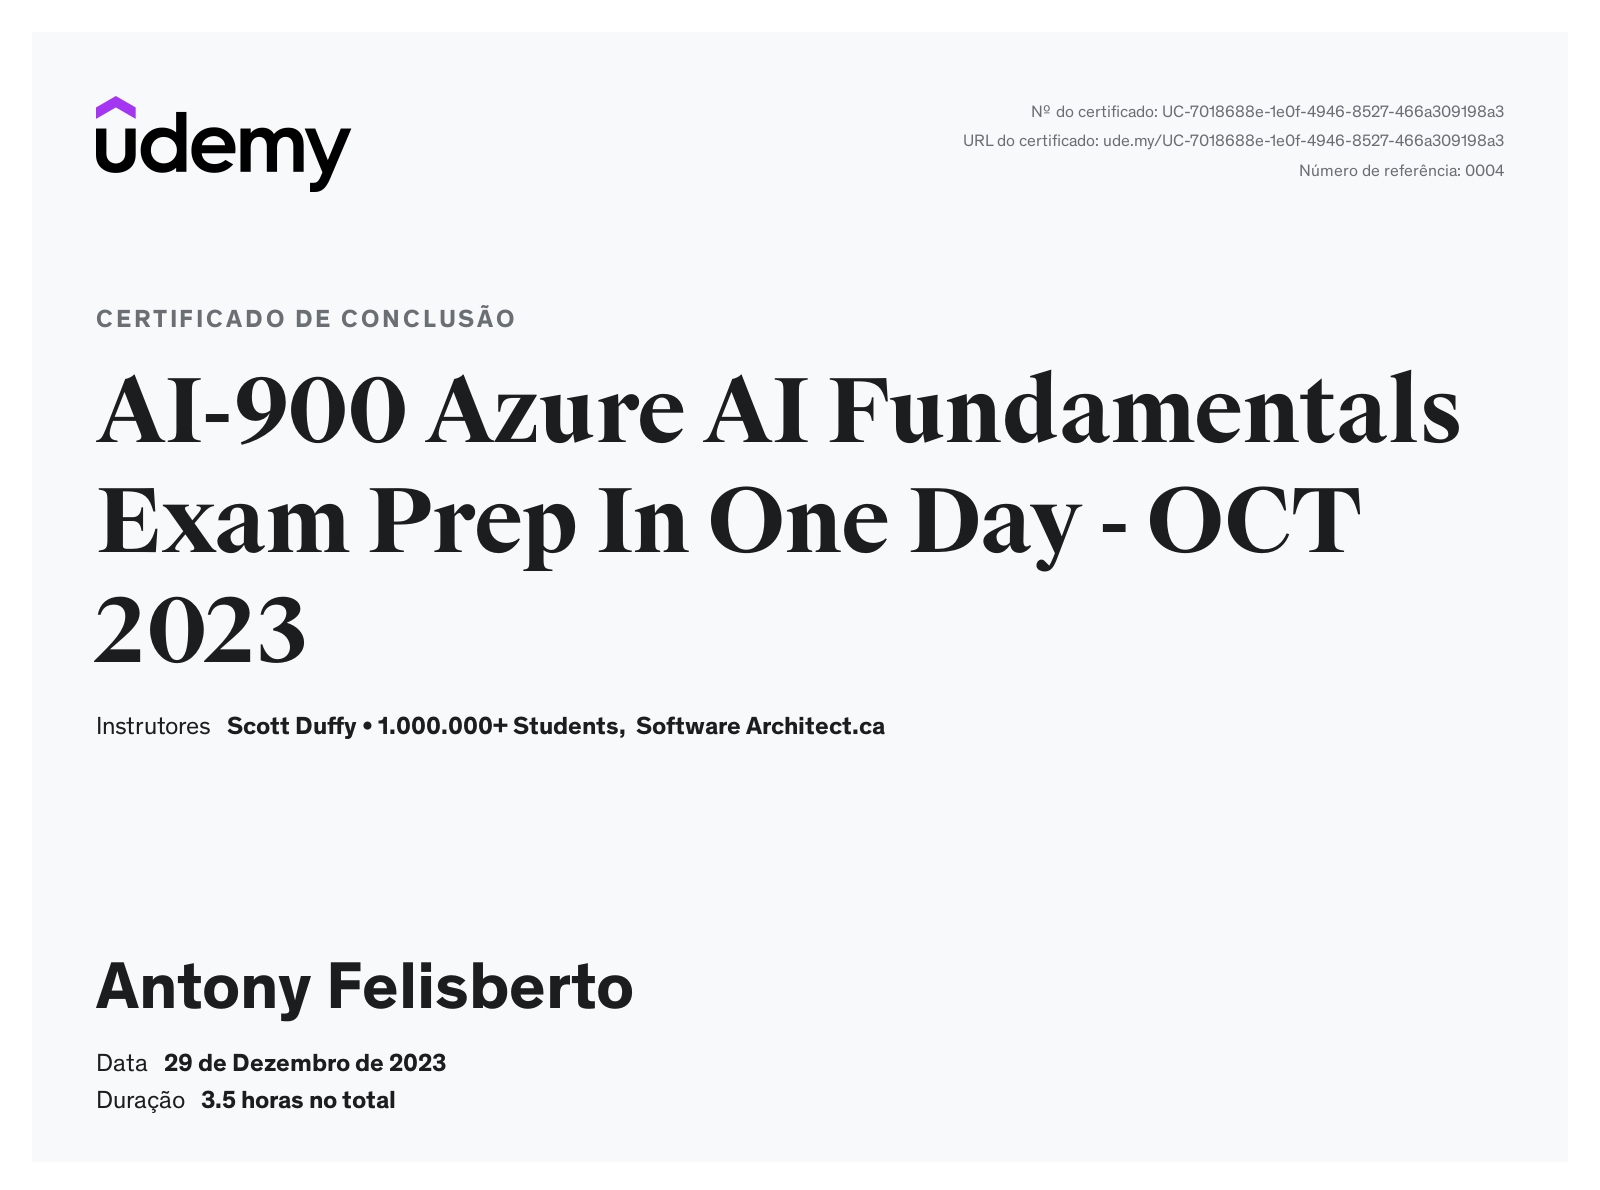 udemy
Nº do certificado: UC-7018688e-1e0f-4946-8527-466a309198a3
URL do certificado: ude.my/UC-7018688e-1e0f-4946-8527-466a309198a3
Número de referência: 0004
CERTIFICADO DE CONCLUSÃO
AI-900 Azure AI Fundamentals
Exam Prep In One Day - OCT
2023
Instrutores Scott Duffy • 1.000.000+ Students, Software Architect.ca
Antony Felisberto
Data 29 de Dezembro de 2023
Duração 3.5 horas no total